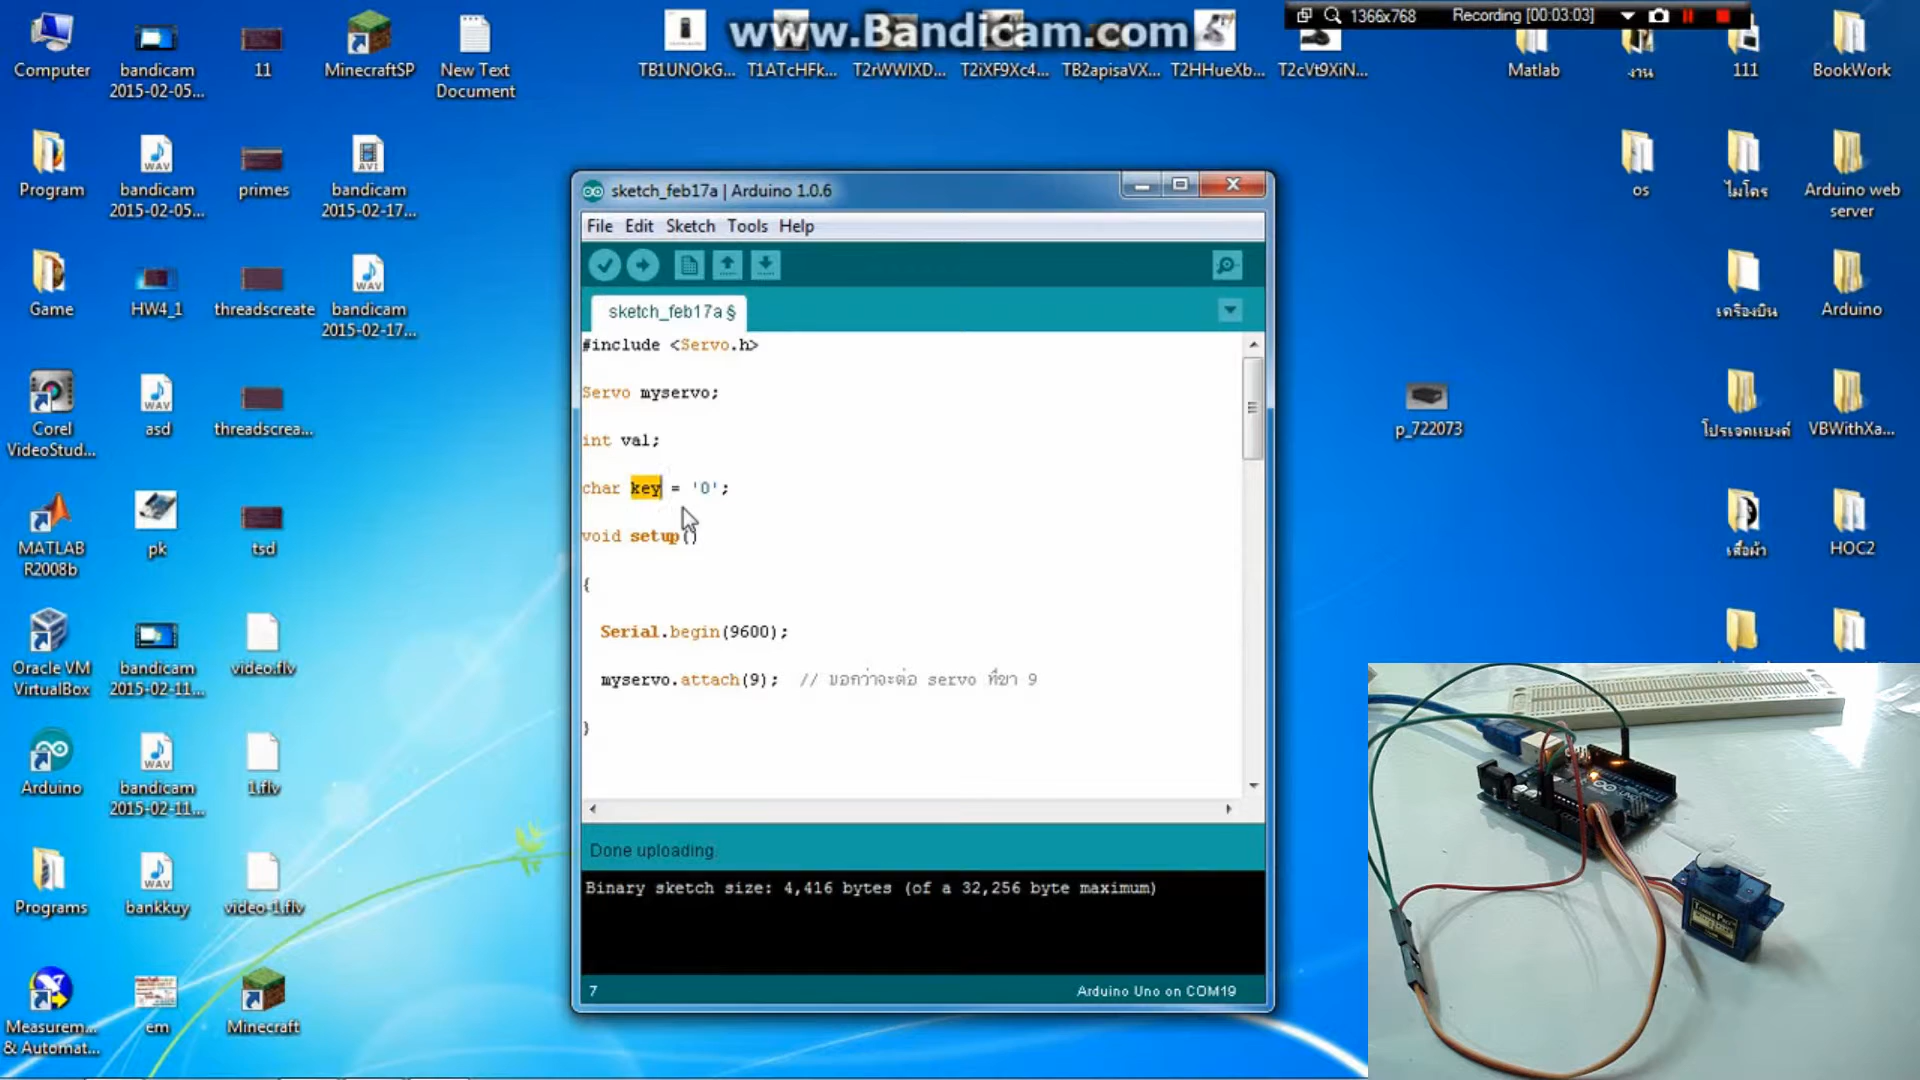 www.Bandicam.com
1366x768 Recording [00:03:03]
Computer
bandicam
2015-02-05...
11
MinecraftSP
New Text
Document
TB1UNOkG...
T1ATcHFk...
T2rWWIXD...
T2iXF9Xc4...
TB2apisaVX...
T2HHueXb...
T2cVt9XiN...
Matlab
งาน
111
BookWork
Program
bandicam
2015-02-05...
primes
bandicam
2015-02-17...
os
ไมโคร
Arduino web
server
Game
HW4_1
threadscreate
bandicam
2015-02-17...
เครื่องบิน
Arduino
Corel
VideoStud...
asd
threadscrea...
p_722073
โปรเจคแบงค์
VBWithXa...
MATLAB
R2008b
pk
tsd
เสื้อผ้า
HOC2
Oracle VM
VirtualBox
bandicam
2015-02-11...
video.flv
Arduino
bandicam
2015-02-11...
1.flv
Programs
bankkuy
video-1.flv
Measurem...
& Automat...
em
Minecraft
sketch_feb17a | Arduino 1.0.6
File Edit Sketch Tools Help
sketch_feb17a §
#include <Servo.h>
Servo myservo;
int val;
char key = '0';
void setup()
{
Serial.begin(9600);
myservo.attach(9); // บอกว่าจะต่อ servo ที่ขา 9
}
Done uploading.
Binary sketch size: 4,416 bytes (of a 32,256 byte maximum)
7
Arduino Uno on COM19